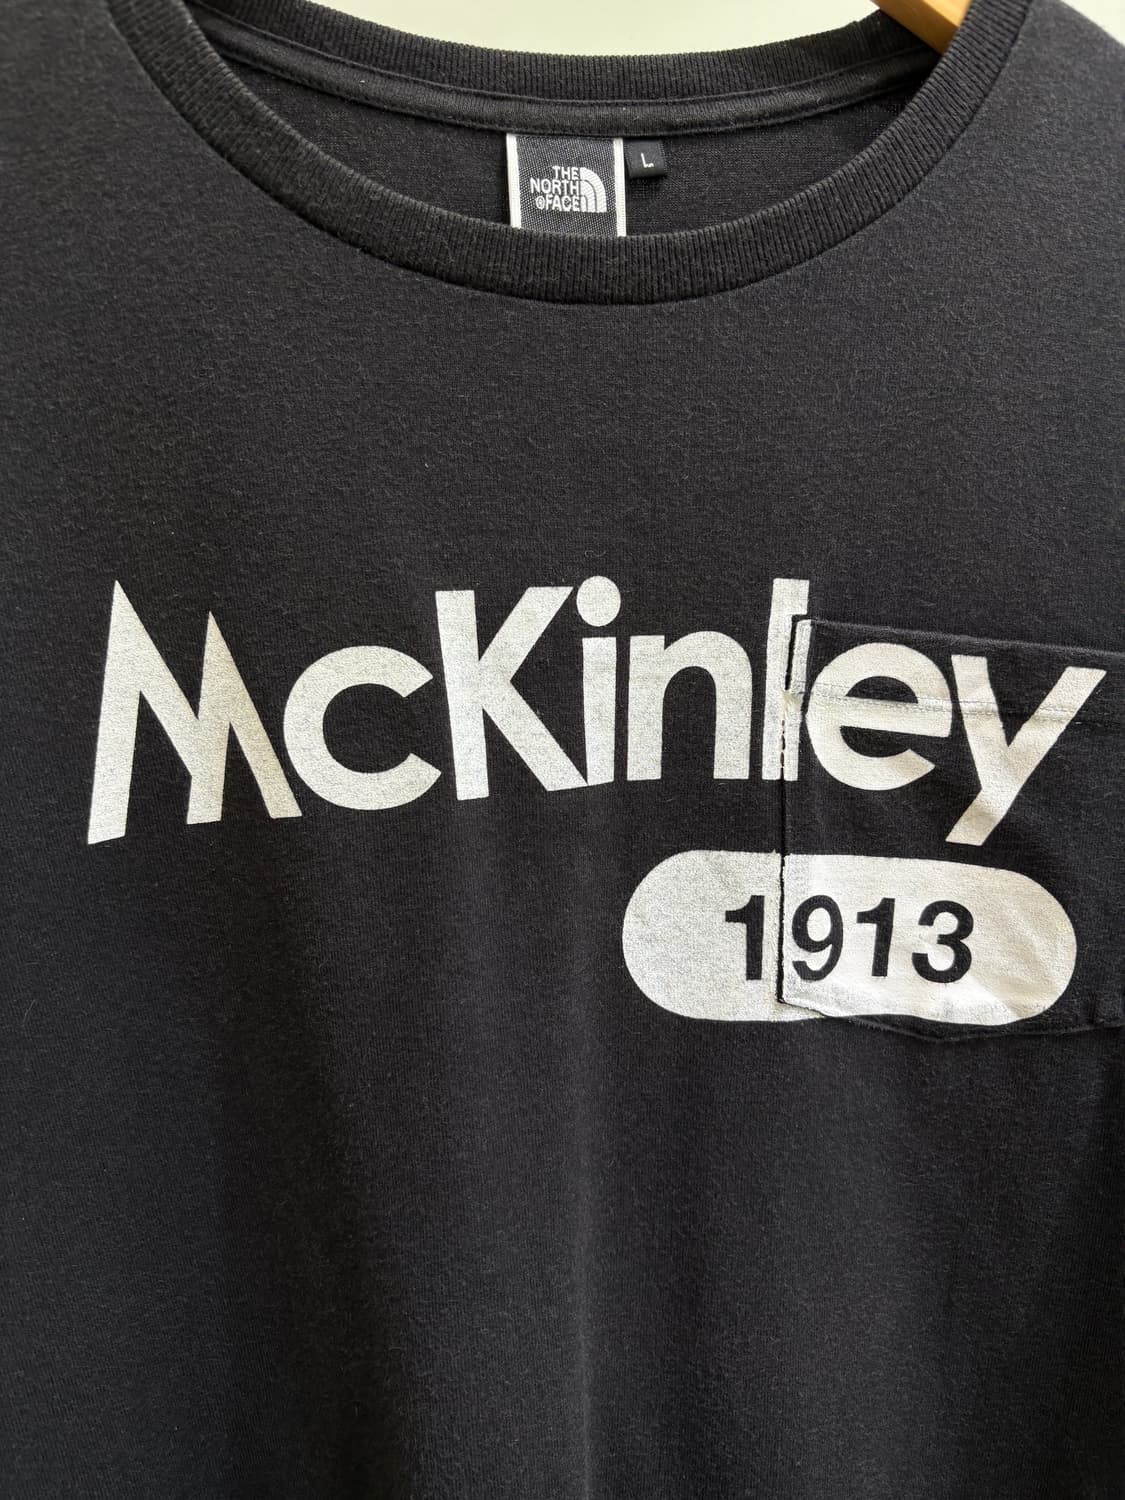 THE
NORTH
FACE
L
McKinley
1913